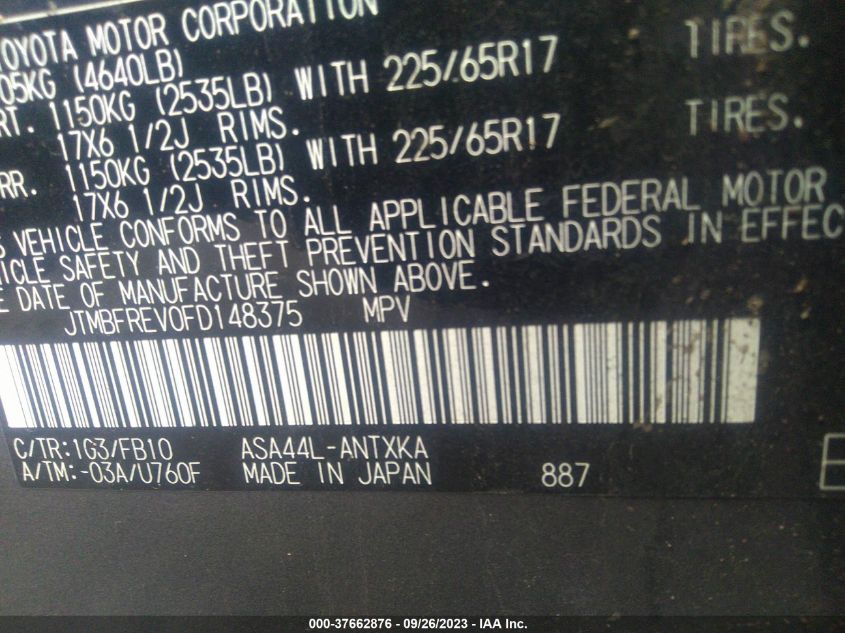 TOYOTA MOTOR CORPORATION
05KG (4640LB)
RT. 1150KG (2535LB) WITH 225/65R17 TIRES.
17X6 1/2J RIMS.
RR. 1150KG (2535LB) WITH 225/65R17 TIRES.
17X6 1/2J RIMS.
S VEHICLE CONFORMS TO ALL APPLICABLE FEDERAL MOTOR
ICLE SAFETY AND THEFT PREVENTION STANDARDS IN EFFEC
E DATE OF MANUFACTURE SHOWN ABOVE.
JTMBFREV0FD148375 MPV
C/TR:1G3/FB10 ASA44L-ANTXKA
A/TM:-03A/U760F MADE IN JAPAN 887
000-37662876 - 09/26/2023 - IAA Inc.